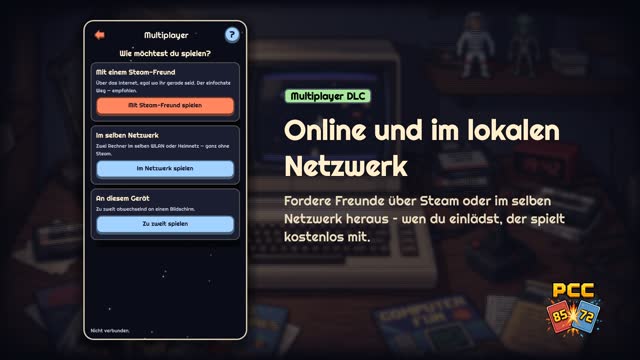 Multiplayer
?
Wie möchtest du spielen?
Mit einem Steam-Freund
Über das Internet, egal wo ihr gerade seid. Der einfachste
Weg — empfohlen.
Mit Steam-Freund spielen
Im selben Netzwerk
Zwei Rechner im selben WLAN oder Heimnetz — ganz ohne
Steam.
Im Netzwerk spielen
An diesem Gerät
Zu zweit abwechselnd an einem Bildschirm.
Zu zweit spielen
Nicht verbunden.
Multiplayer DLC
Online und im lokalen
Netzwerk
Fordere Freunde über Steam oder im selben
Netzwerk heraus – wen du einlädst, der spielt
kostenlos mit.
PCC
85 72
COMPUTER